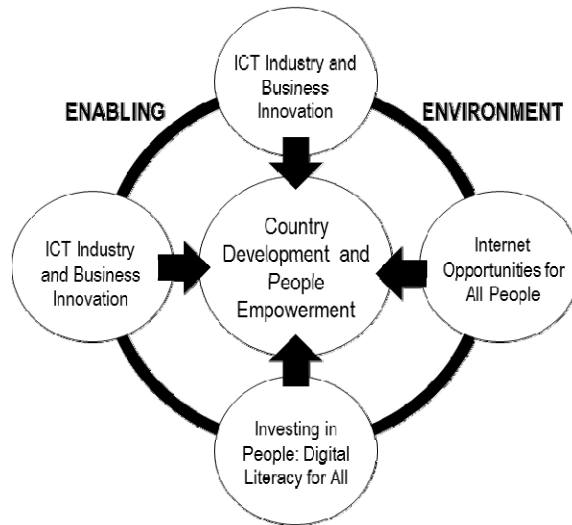 ICT Industry and
Business
Innovation
ENABLING
ENVIRONMENT
ICT Industry
and Business
Innovation
Country
Development and
People
Empowerment
Internet
Opportunities for
All People
Investing in
People: Digital
Literacy for All